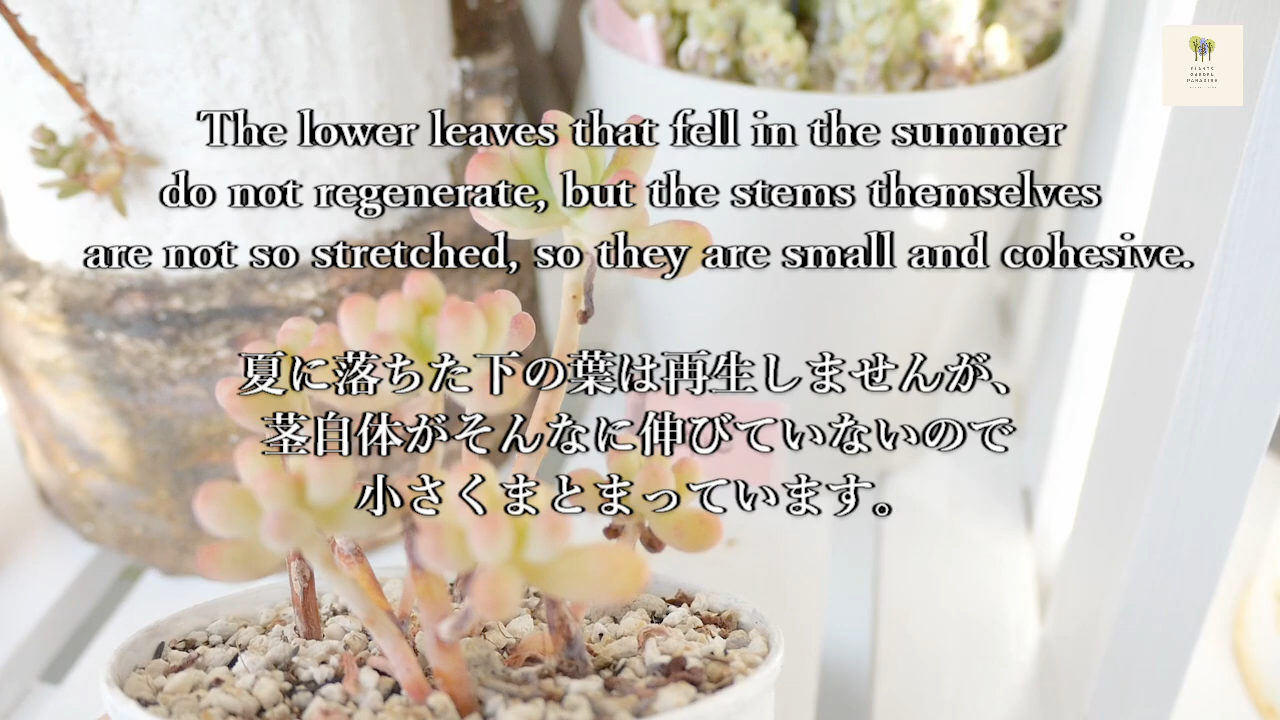 The lower leaves that fell in the summer
do not regenerate, but the stems themselves
are not so stretched, so they are small and cohesive.
夏に落ちた下の葉は再生しませんが、
茎自体がそんなに伸びていないので
小さくまとまっています。
PLANTS
GARDEN
PARADISE